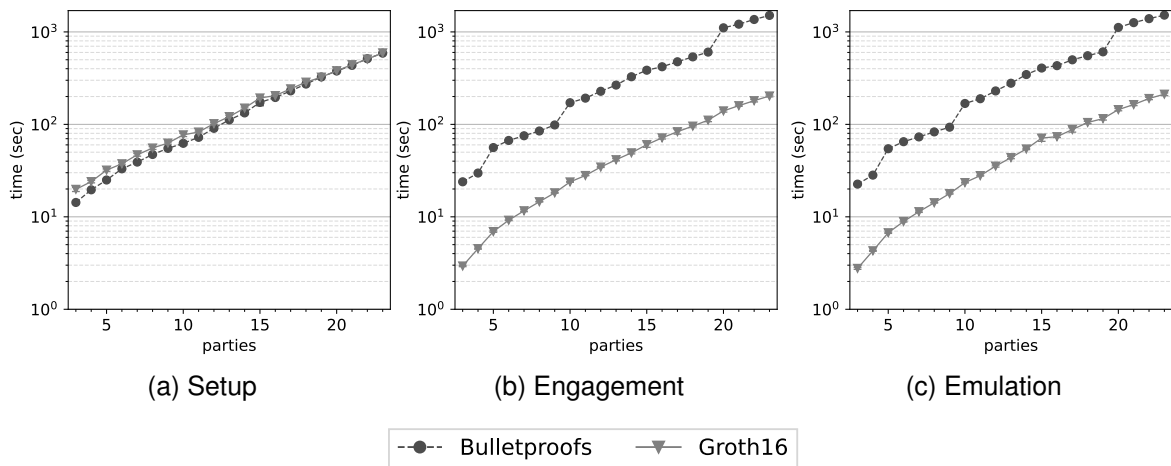 10³
10²
10¹
10⁰
time (sec)
5 10 15 20
parties
(a) Setup
10³
10²
10¹
10⁰
time (sec)
5 10 15 20
parties
(b) Engagement
10³
10²
10¹
10⁰
time (sec)
5 10 15 20
parties
(c) Emulation
Bulletproofs Groth16